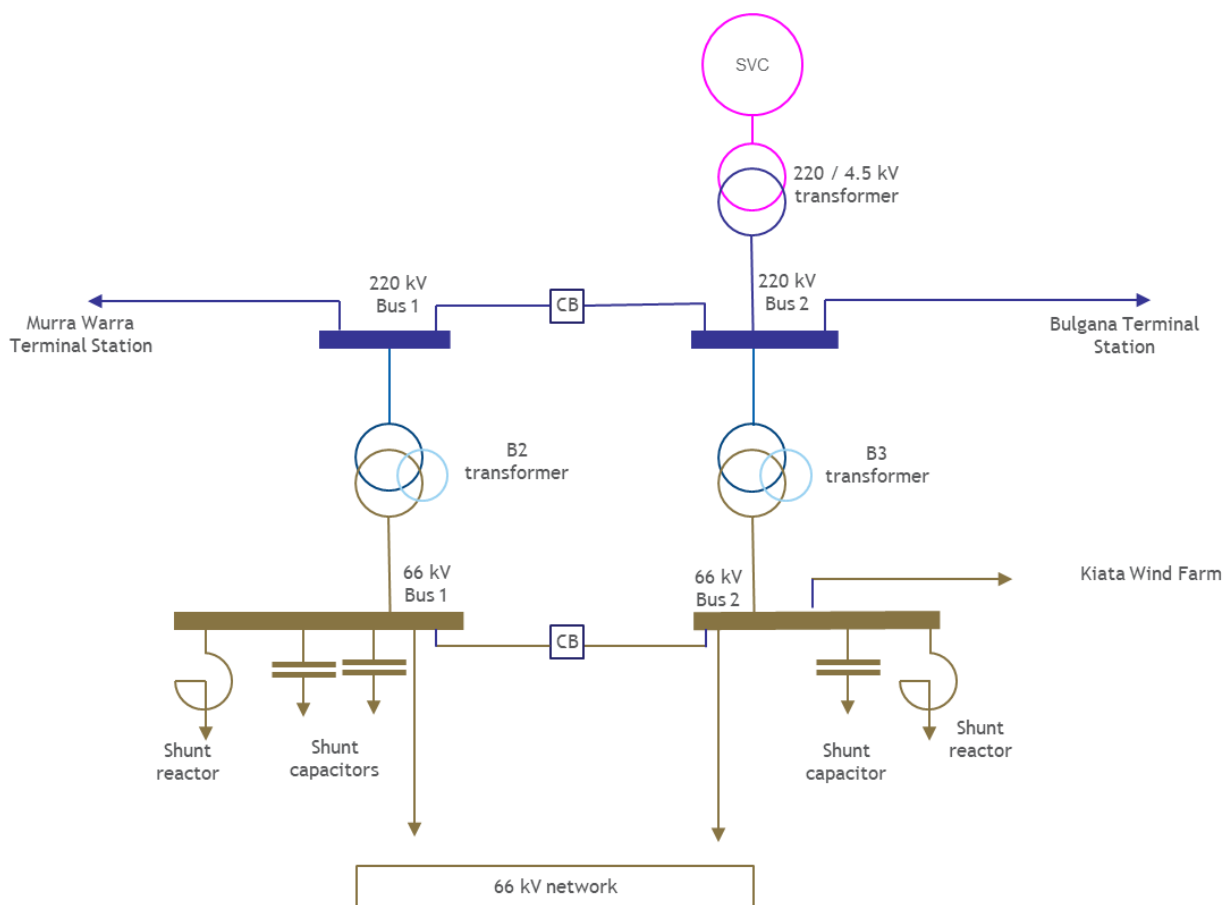 SVC
220 / 4.5 kV
transformer
220 kV
Bus 1
CB
220 kV
Bus 2
Murra Warra
Terminal Station
Bulgana Terminal
Station
B2
transformer
B3
transformer
66 kV
Bus 1
66 kV
Bus 2
Kiata Wind Farm
CB
Shunt
reactor
Shunt
capacitors
Shunt
capacitor
Shunt
reactor
66 kV network